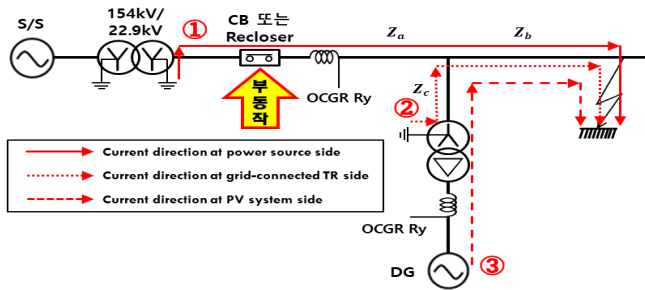 S/S
154kV/
22.9kV
①
CB 또는
Recloser
Za
Zb
부
동
작
OCGR Ry
Zc
②
Current direction at power source side
Current direction at grid-connected TR side
Current direction at PV system side
OCGR Ry
DG
③